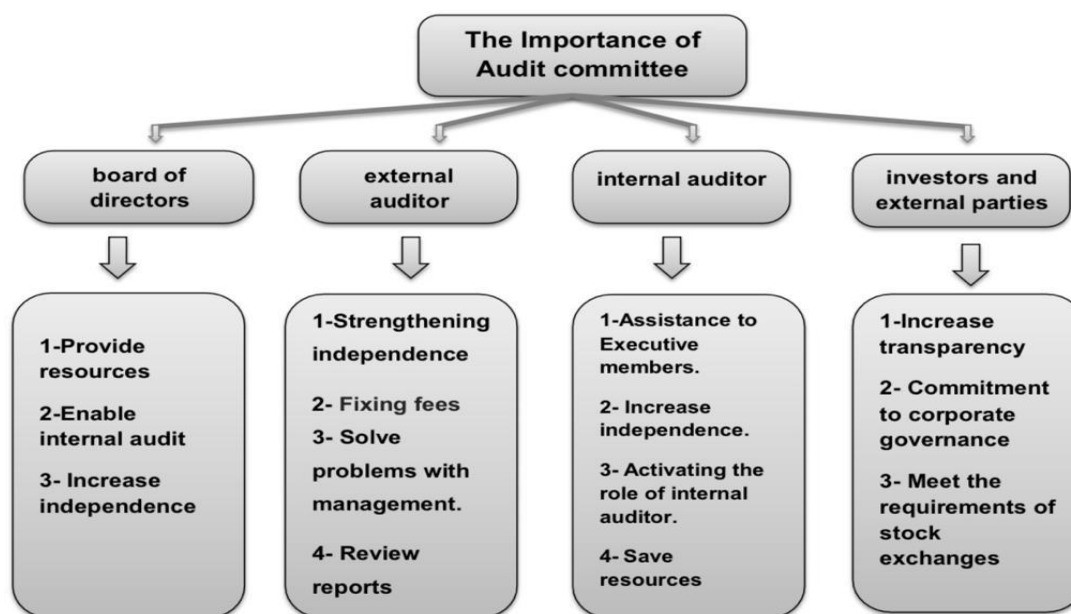 The Importance of
Audit committee
board of
directors
external
auditor
internal auditor
investors and
external parties
1-Provide
resources
2-Enable
internal audit
3- Increase
independence
1-Strengthening
independence
2- Fixing fees
3- Solve
problems with
management.
4- Review
reports
1-Assistance to
Executive
members.
2- Increase
independence.
3- Activating the
role of internal
auditor.
4- Save
resources
1-Increase
transparency
2- Commitment
to corporate
governance
3- Meet the
requirements of
stock
exchanges